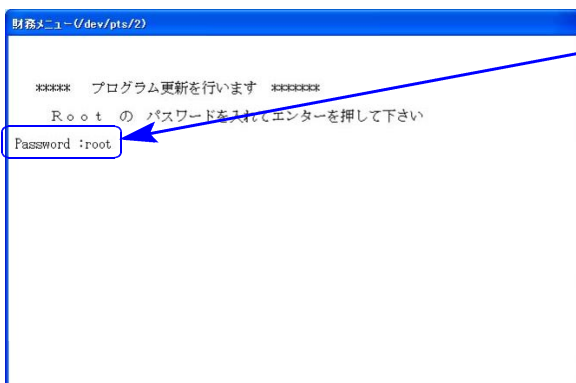 財務メニュー(/dev/pts/2)
***** プログラム更新を行います *******
Root の パスワードを入れてエンターを押して下さい
Password :root